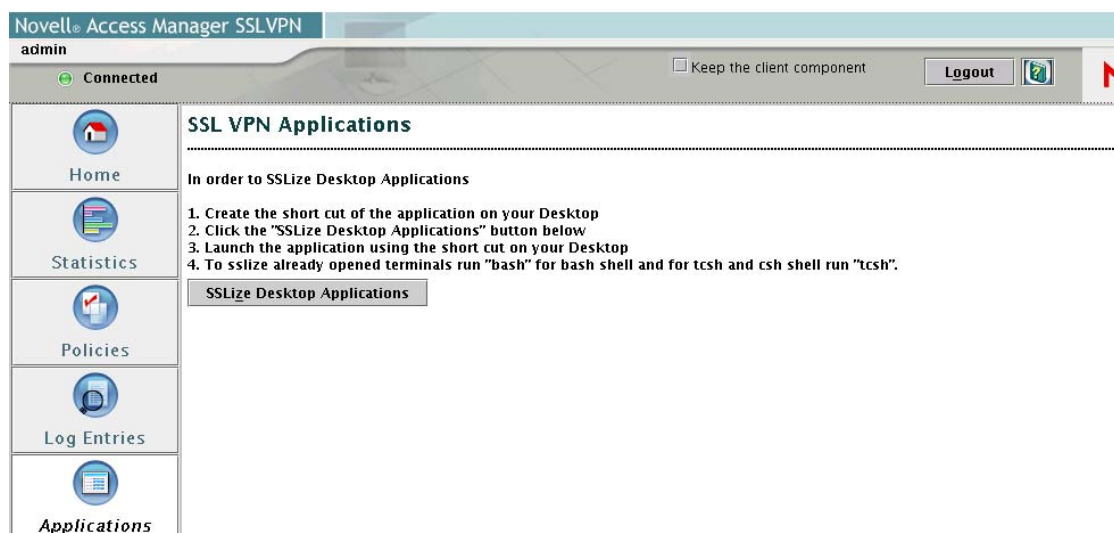 Novell® Access Manager SSLVPN
admin
Connected
Keep the client component
Logout
Home
Statistics
Policies
Log Entries
Applications
SSL VPN Applications
In order to SSLize Desktop Applications
1. Create the short cut of the application on your Desktop
2. Click the "SSLize Desktop Applications" button below
3. Launch the application using the short cut on your Desktop
4. To sslize already opened terminals run "bash" for bash shell and for tcsh and csh shell run "tcsh".
SSLize Desktop Applications